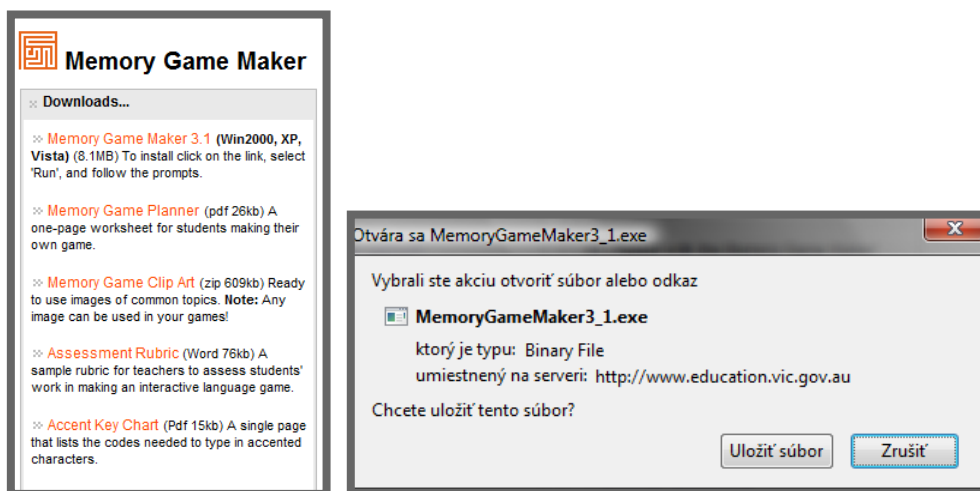 Memory Game Maker
Downloads...
Memory Game Maker 3.1 (Win2000, XP,
Vista) (8.1MB) To install click on the link, select
'Run', and follow the prompts.
Memory Game Planner (pdf 26kb) A
one-page worksheet for students making their
own game.
Memory Game Clip Art (zip 609kb) Ready
to use images of common topics. Note: Any
image can be used in your games!
Assessment Rubric (Word 76kb) A
sample rubric for teachers to assess students'
work in making an interactive language game.
Accent Key Chart (Pdf 15kb) A single page
that lists the codes needed to type in accented
characters.
Otvára sa MemoryGameMaker3_1.exe
Vybrali ste akciu otvoriť súbor alebo odkaz
MemoryGameMaker3_1.exe
ktorý je typu: Binary File
umiestnený na serveri: http://www.education.vic.gov.au
Chcete uložiť tento súbor?
Uložiť súbor Zrušiť